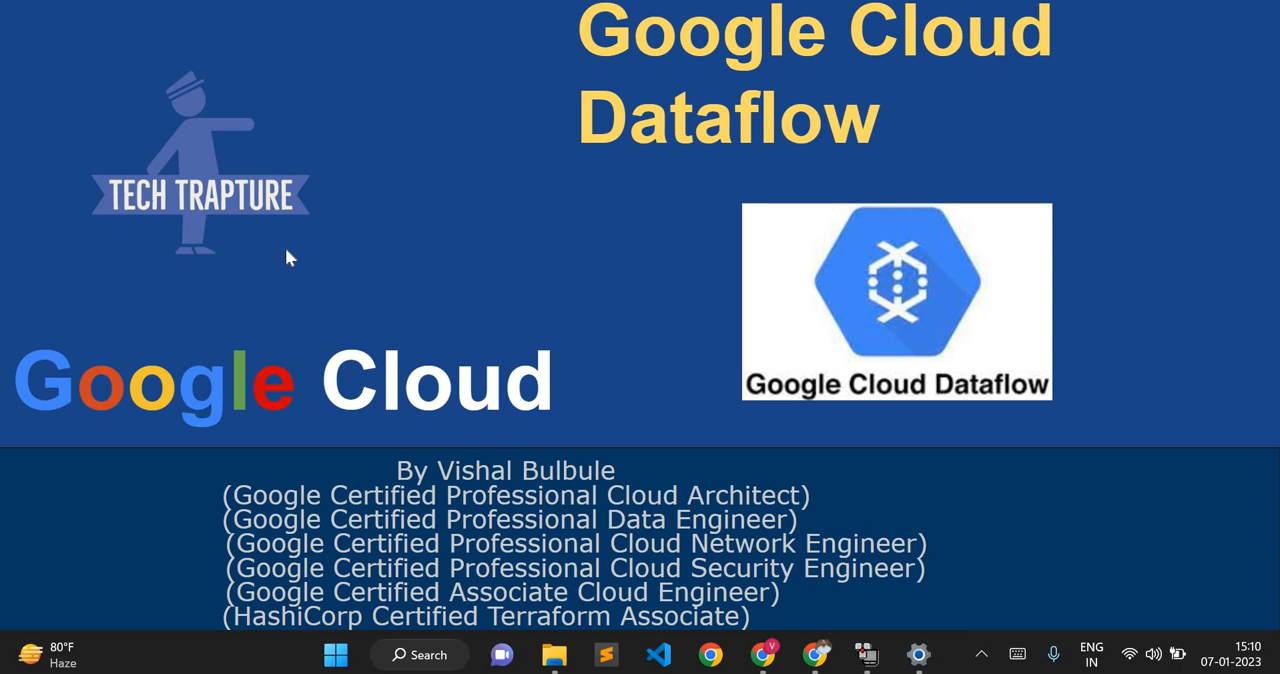 Google Cloud
Dataflow
TECH TRAPTURE
Google Cloud Dataflow
Google Cloud
By Vishal Bulbule
(Google Certified Professional Cloud Architect)
(Google Certified Professional Data Engineer)
(Google Certified Professional Cloud Network Engineer)
(Google Certified Professional Cloud Security Engineer)
(Google Certified Associate Cloud Engineer)
(HashiCorp Certified Terraform Associate)
80°F
Haze
Search
V
ENG
IN
15:10
07-01-2023